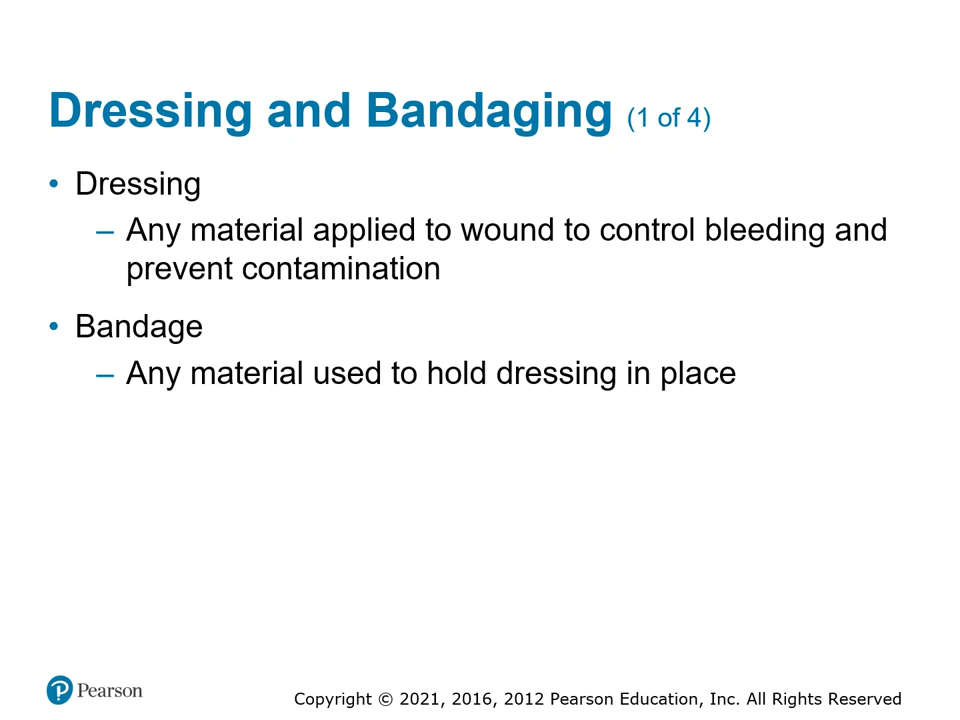 Dressing and Bandaging (1 of 4)
• Dressing
– Any material applied to wound to control bleeding and
prevent contamination
• Bandage
– Any material used to hold dressing in place
Pearson
Copyright © 2021, 2016, 2012 Pearson Education, Inc. All Rights Reserved